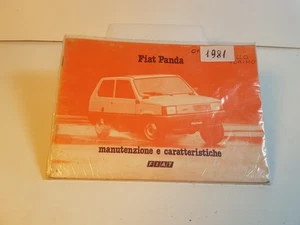 Fiat Panda
1981
manutenzione e caratteristiche
FIAT